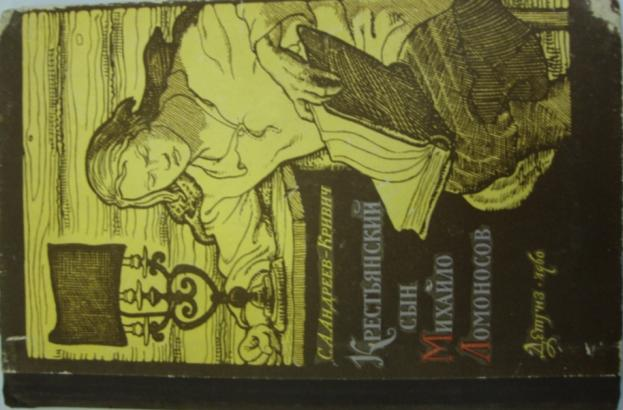 С.А.Андреев-Кривич
Крестьянский
сын
Михайло
Ломоносов
Детгиз · 1960